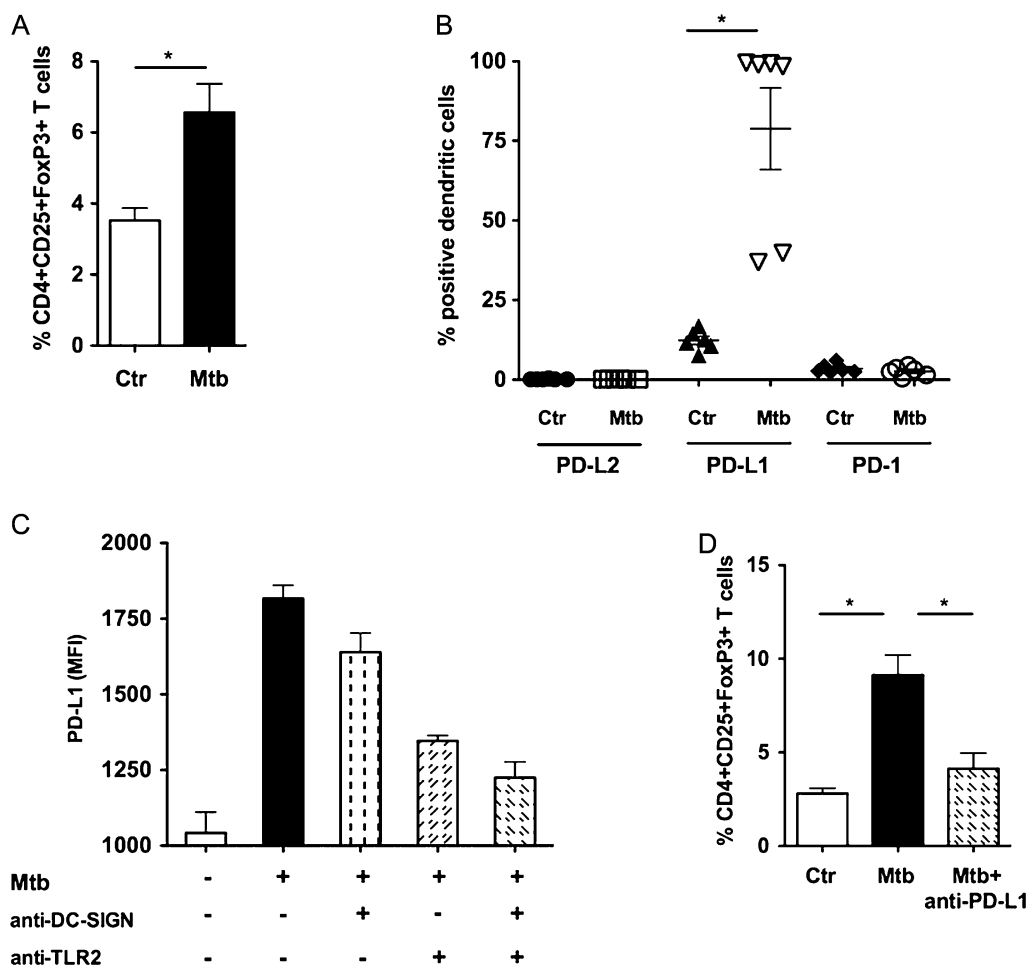 A
% CD4+CD25+FoxP3+ T cells
8
6
4
2
0
*
Ctr Mtb
B
% positive dendritic cells
100
75
50
25
0
*
Ctr Mtb Ctr Mtb Ctr Mtb
PD-L2 PD-L1 PD-1
C
PD-L1 (MFI)
2000
1750
1500
1250
1000
Mtb - + + + +
anti-DC-SIGN - - + - +
anti-TLR2 - - - + +
D
% CD4+CD25+FoxP3+ T cells
15
10
5
0
* *
Ctr Mtb Mtb+
anti-PD-L1